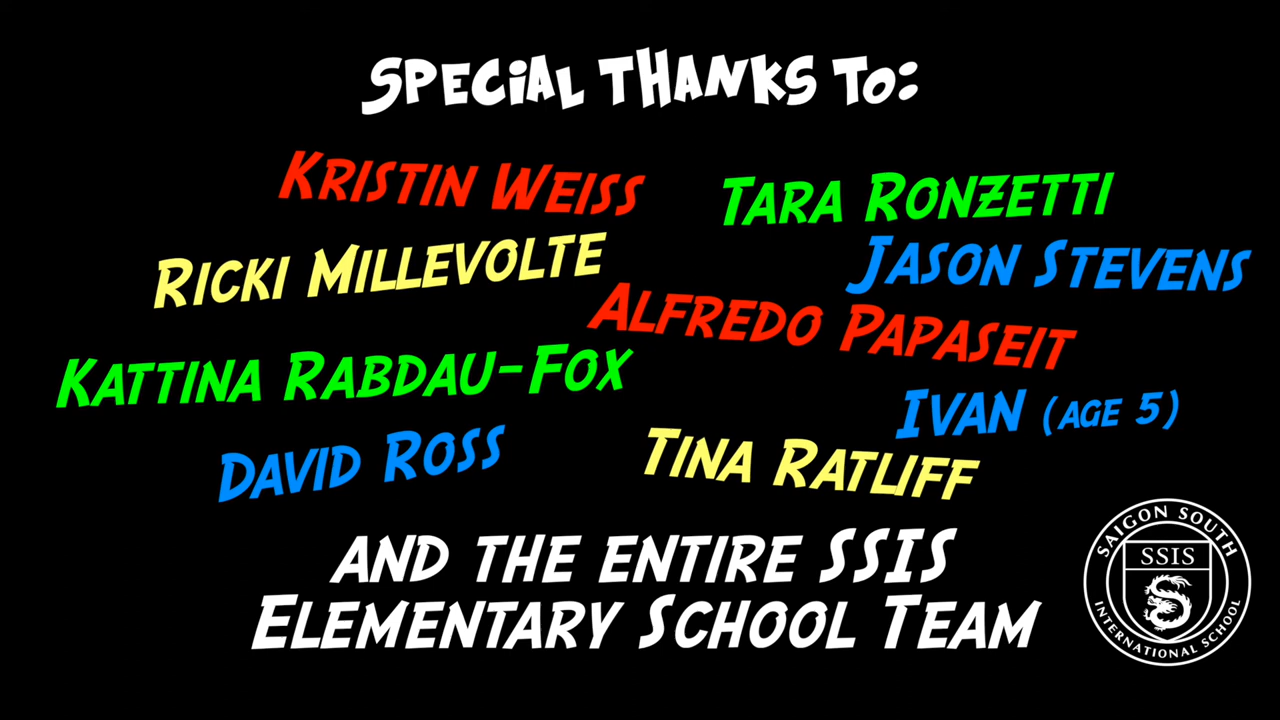 SPECIAL THANKS TO:
KRISTIN WEISS
TARA RONZETTI
RICKI MILLEVOLTE
JASON STEVENS
ALFREDO PAPASEIT
KATTINA RABDAU-FOX
IVAN (AGE 5)
DAVID ROSS
TINA RATLIFF
AND THE ENTIRE SSIS
ELEMENTARY SCHOOL TEAM
SAIGON SOUTH
SSIS
INTERNATIONAL SCHOOL